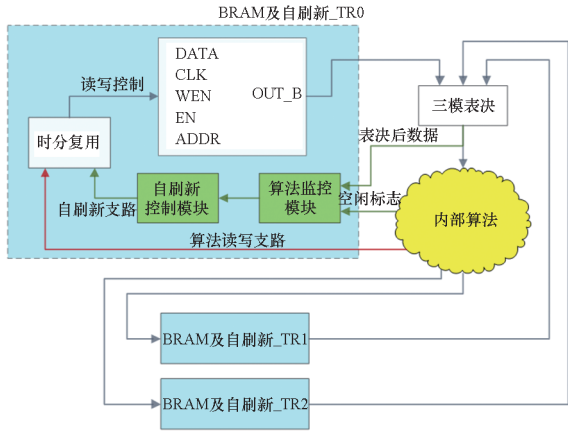 BRAM及自刷新_TR0
DATA
CLK
WEN
EN
ADDR
OUT_B
读写控制
时分复用
三模表决
表决后数据
自刷新
控制模块
算法监控
模块
空闲标志
内部算法
自刷新支路
算法读写支路
BRAM及自刷新_TR1
BRAM及自刷新_TR2